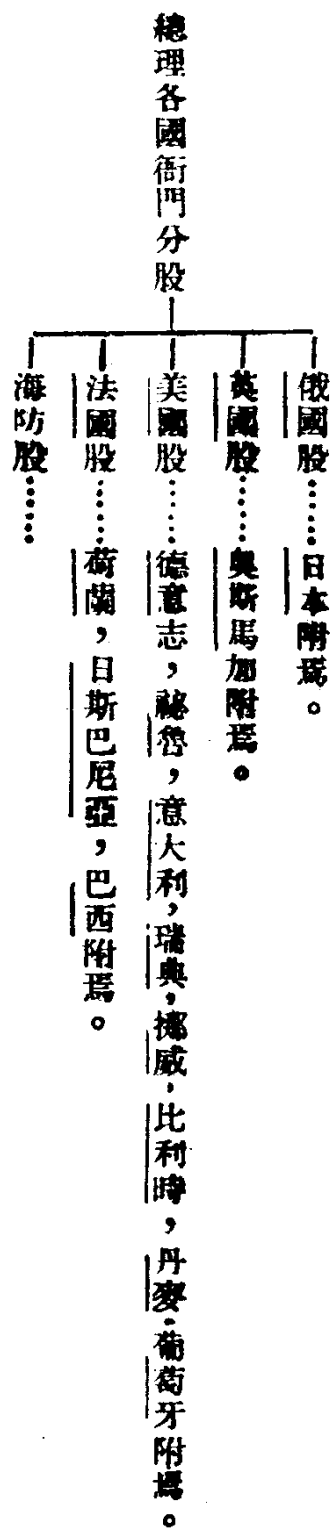 總理各國衙門分股
俄國股……日本附焉。
英國股……奧斯馬加附焉。
美國股……德意志，祕魯，意大利，瑞典，挪威，比利時，丹麥，葡萄牙附焉。
法國股……荷蘭，日斯巴尼亞，巴西附焉。
海防股……